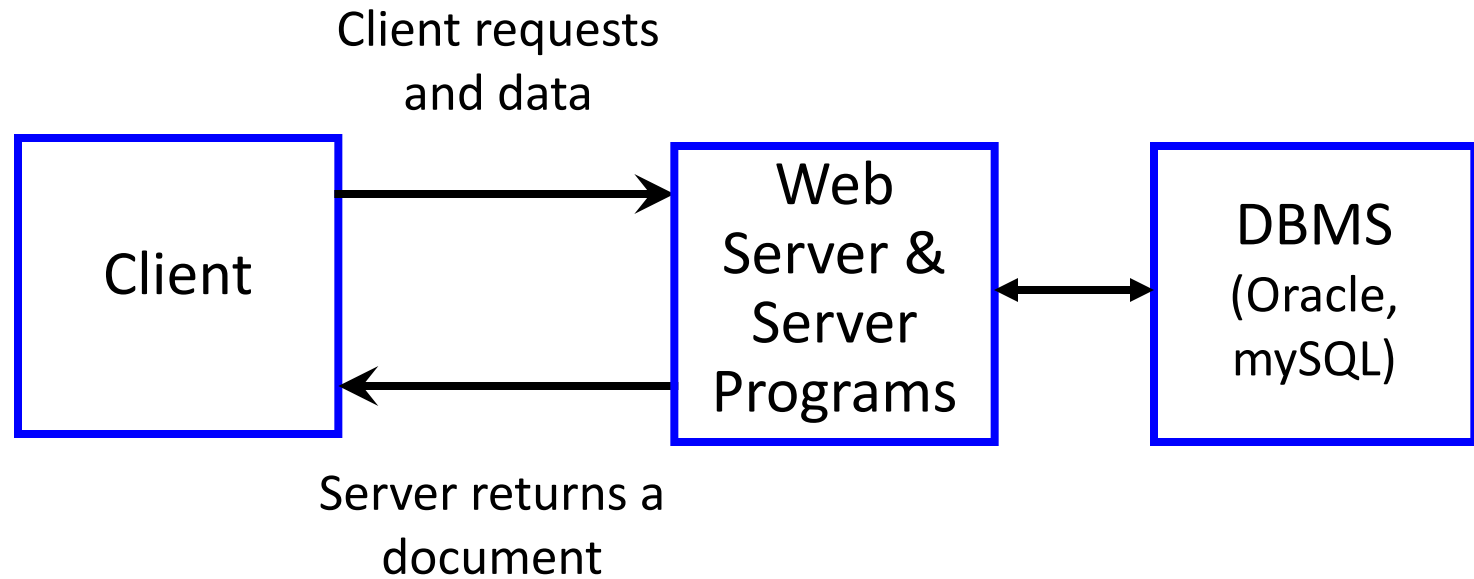 Client requests
and data
Client
Web
Server &
Server
Programs
DBMS
(Oracle,
mySQL)
Server returns a
document